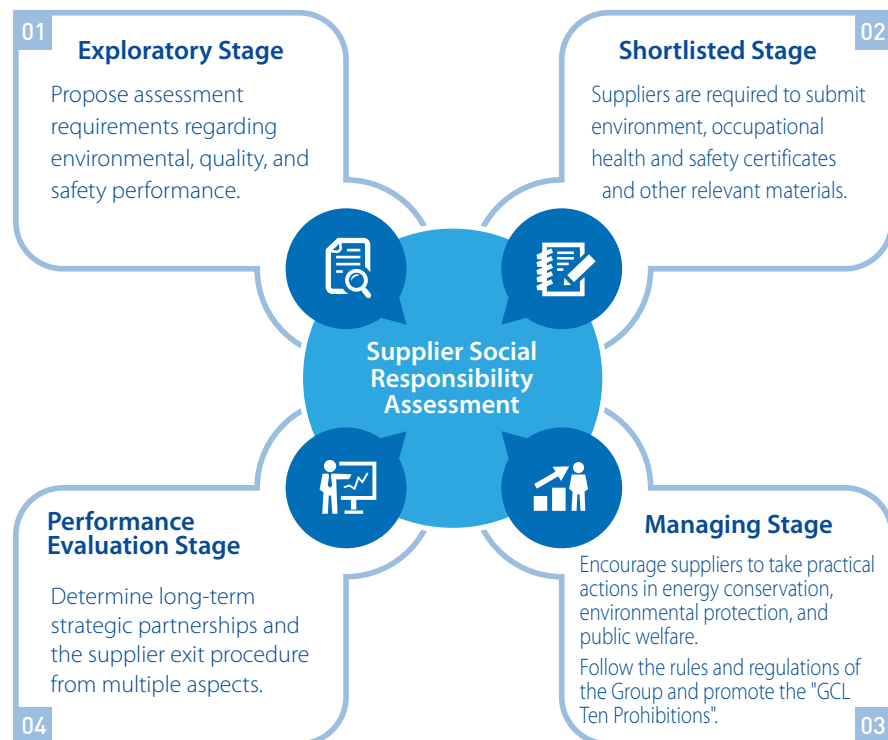 01
Exploratory Stage
Propose assessment
requirements regarding
environmental, quality, and
safety performance.
02
Shortlisted Stage
Suppliers are required to submit
environment, occupational
health and safety certificates
and other relevant materials.
Supplier Social
Responsibility
Assessment
Managing Stage
Encourage suppliers to take practical
actions in energy conservation,
environmental protection, and
public welfare.
Follow the rules and regulations of
the Group and promote the "GCL
Ten Prohibitions".
03
Performance
Evaluation Stage
Determine long-term
strategic partnerships and
the supplier exit procedure
from multiple aspects.
04